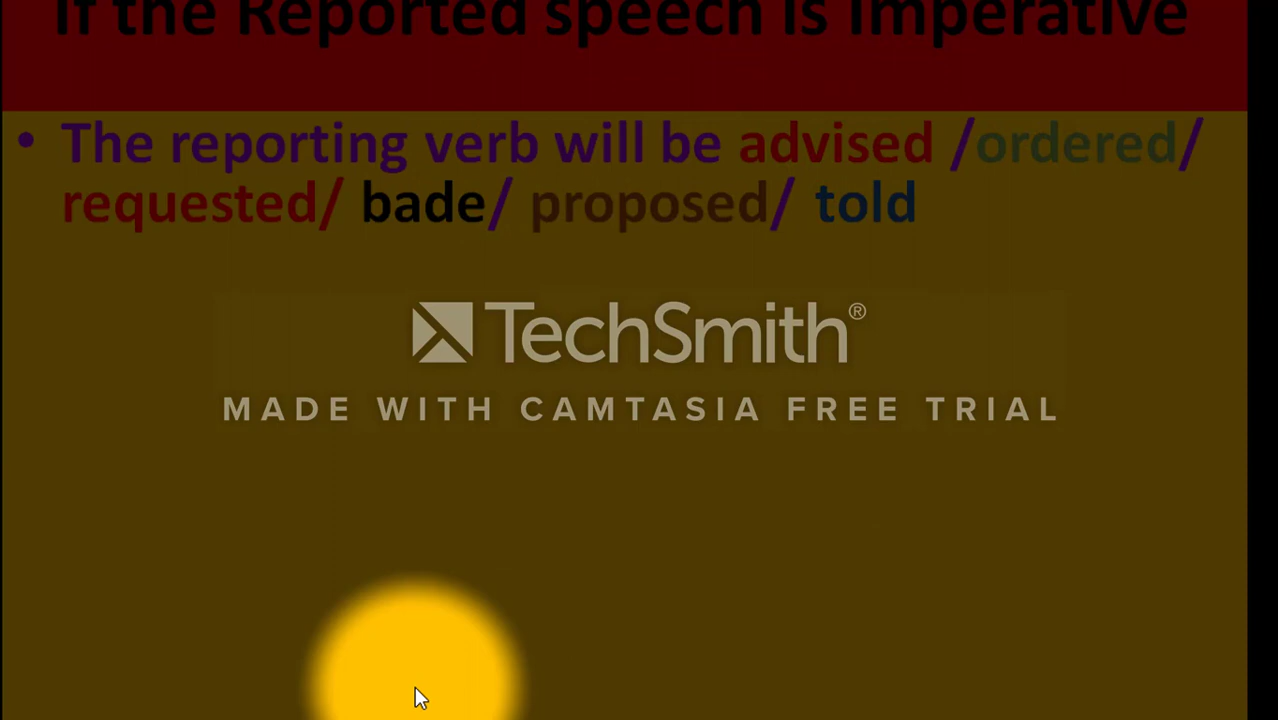 If the Reported speech is Imperative
• The reporting verb will be advised /ordered/
requested/ bade/ proposed/ told
TechSmith®
MADE WITH CAMTASIA FREE TRIAL